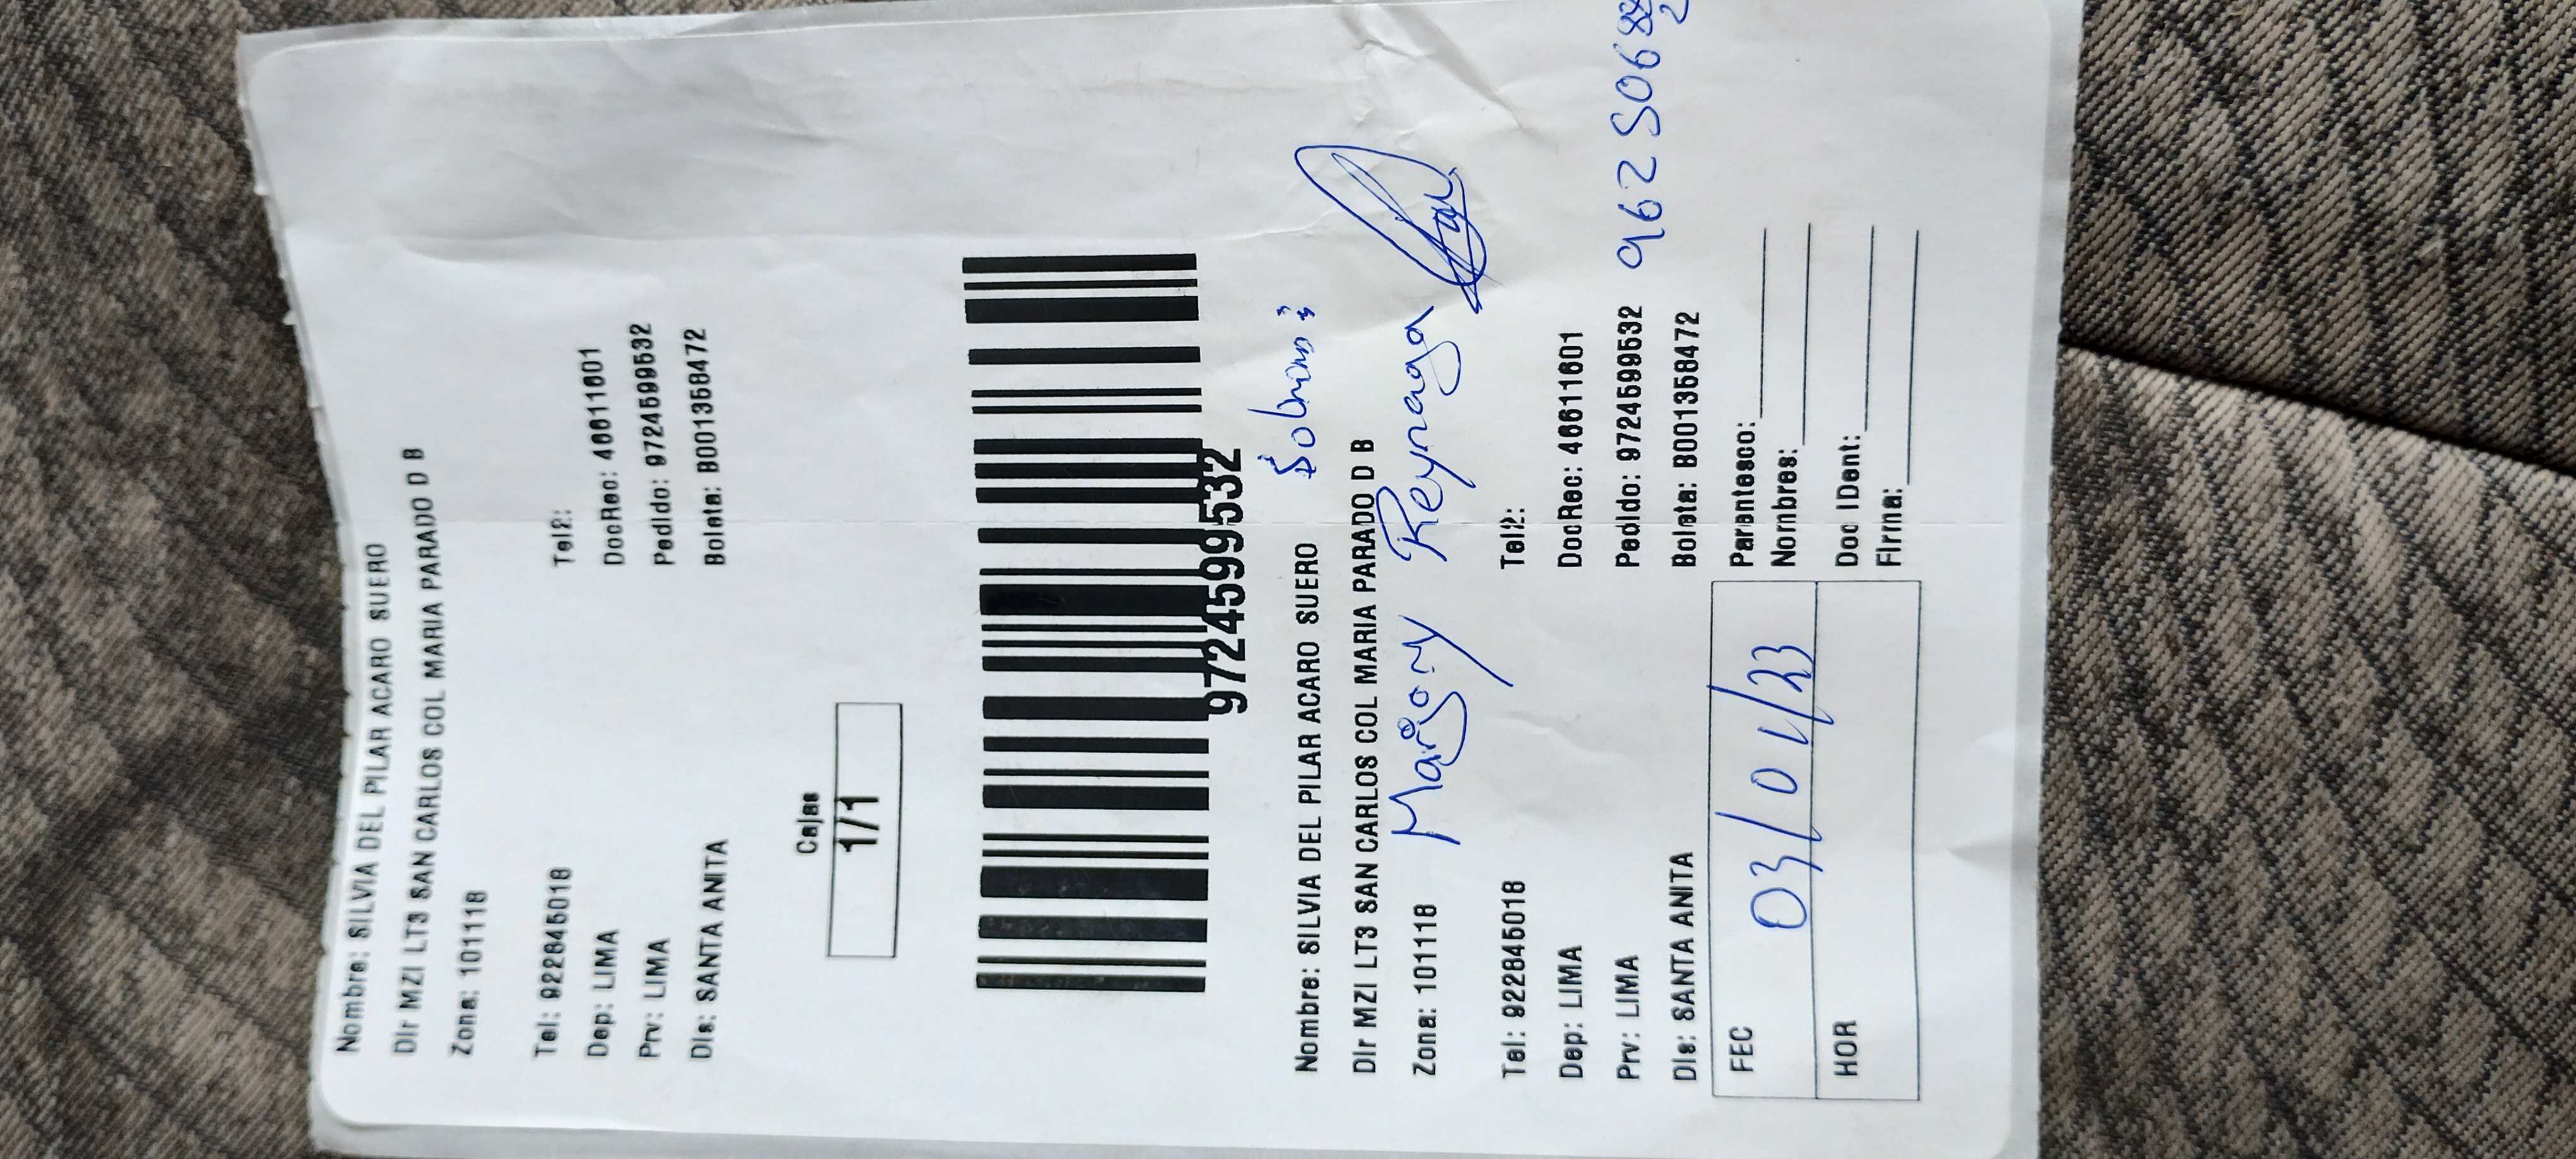 Nombre: SILVIA DEL PILAR ACARO SUERO
Dir MZI LT3 SAN CARLOS COL MARIA PARADO D B
Zona: 101118
Tel: 922845018 Tel2:
Dep: LIMA DocRec: 46611601
Prv: LIMA Pedido: 9724599532
Dis: SANTA ANITA Boleta: B001358472
Cajas
1/1
9724599532
Nombre: SILVIA DEL PILAR ACARO SUERO
Dir MZI LT3 SAN CARLOS COL MARIA PARADO D B
Zona: 101118 Marjory Reynaga
Tel: 922845018 Tel2:
Dep: LIMA DocRec: 46611601
Prv: LIMA Pedido: 9724599532
Dis: SANTA ANITA Boleta: B001358472
FEC 03/01/23 Parentesco:
Nombres:
HOR Doc IDent:
Firma: